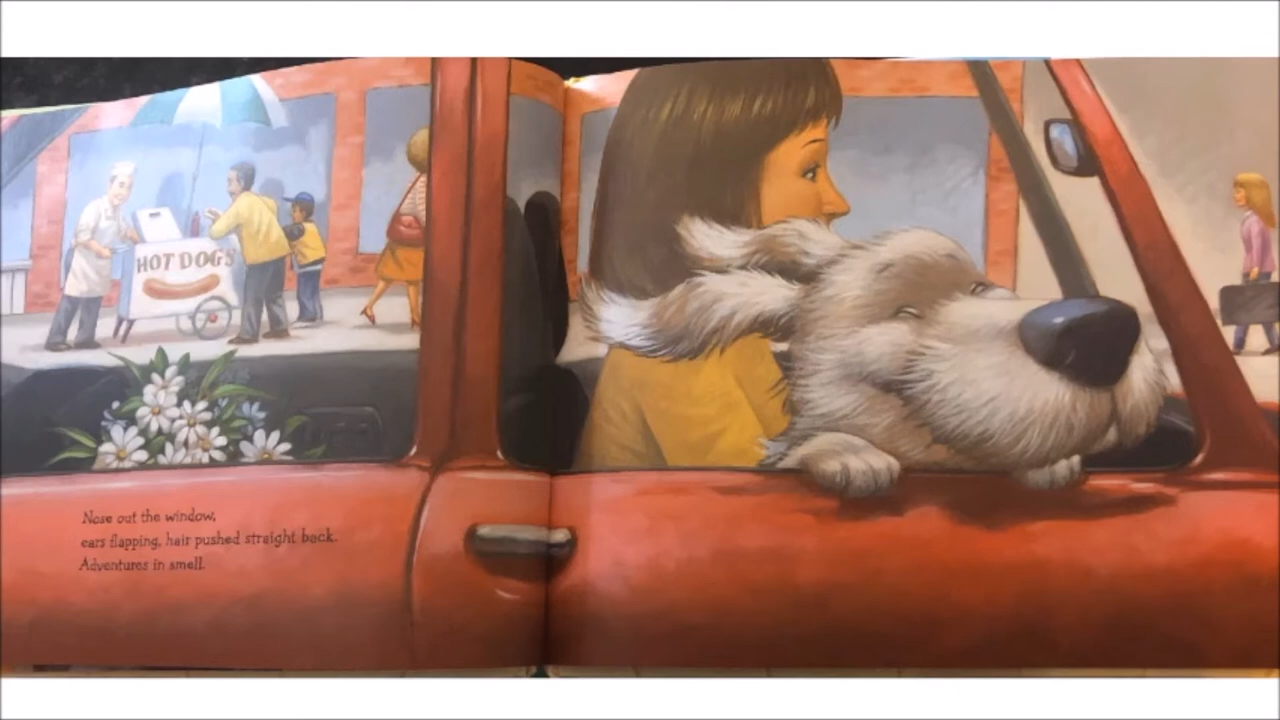 HOT DOGS
Nose out the window,
ears flapping, hair pushed straight back.
Adventures in smell.